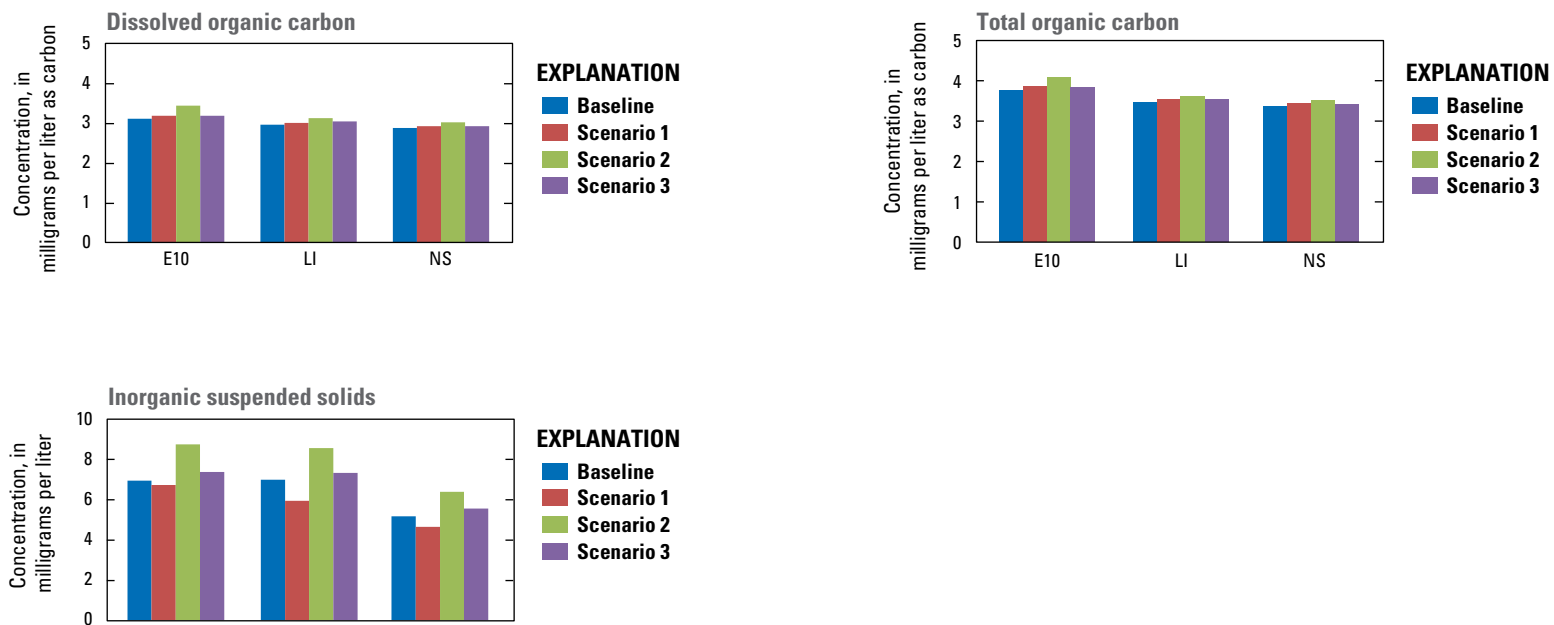 Dissolved organic carbon
Concentration, in
milligrams per liter as carbon
5
4
3
2
1
0
E10 LI NS
EXPLANATION
Baseline
Scenario 1
Scenario 2
Scenario 3
Total organic carbon
Concentration, in
milligrams per liter as carbon
5
4
3
2
1
0
E10 LI NS
EXPLANATION
Baseline
Scenario 1
Scenario 2
Scenario 3
Inorganic suspended solids
Concentration, in
milligrams per liter
10
8
6
4
2
0
EXPLANATION
Baseline
Scenario 1
Scenario 2
Scenario 3